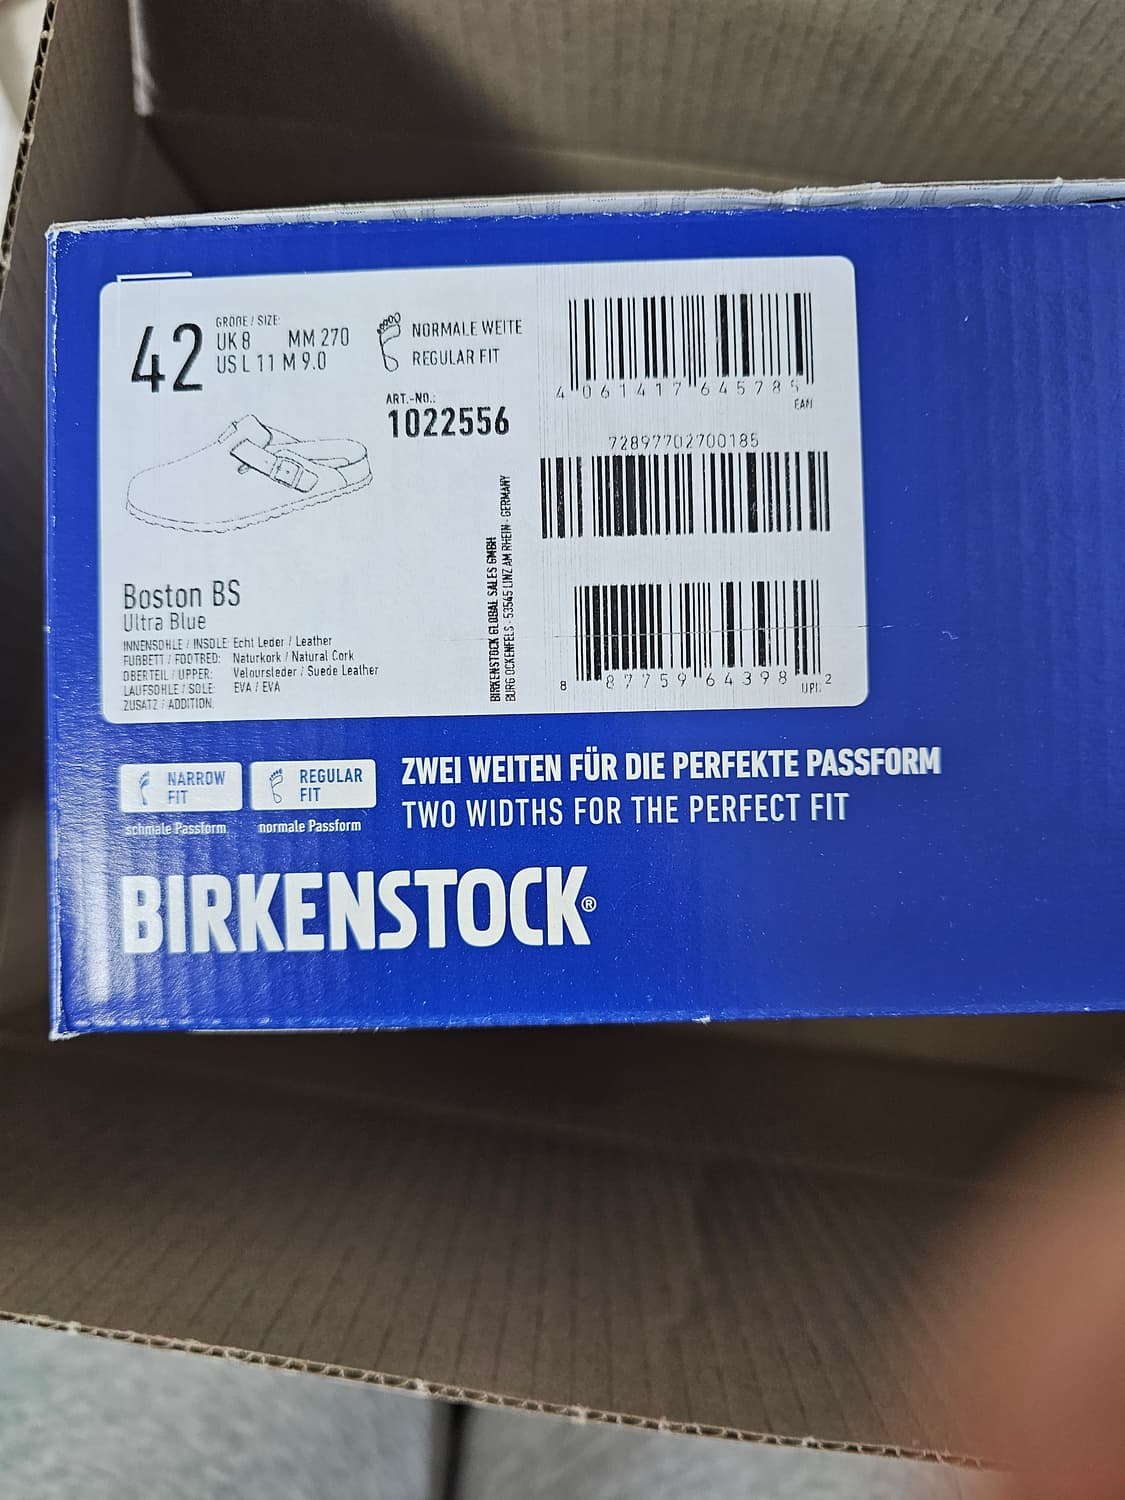 42
GRÖßE / SIZE:
UK 8 MM 270
US L 11 M 9.0
NORMALE WEITE
REGULAR FIT
ART.-NO.:
1022556
4 061417 645785
EAN
72897702700185
8 87759 64398 2
UPC
BIRKENSTOCK GLOBAL SALES GMBH
BURG OCKENFELS - 53545 LINZ AM RHEIN - GERMANY
Boston BS
Ultra Blue
INNENSOHLE / INSOLE: Echt Leder / Leather
FUßBETT / FOOTBED: Naturkork / Natural Cork
OBERTEIL / UPPER: Veloursleder / Suede Leather
LAUFSOHLE / SOLE: EVA / EVA
ZUSATZ / ADDITION:
NARROW
FIT
schmale Passform
REGULAR
FIT
normale Passform
ZWEI WEITEN FÜR DIE PERFEKTE PASSFORM
TWO WIDTHS FOR THE PERFECT FIT
BIRKENSTOCK®